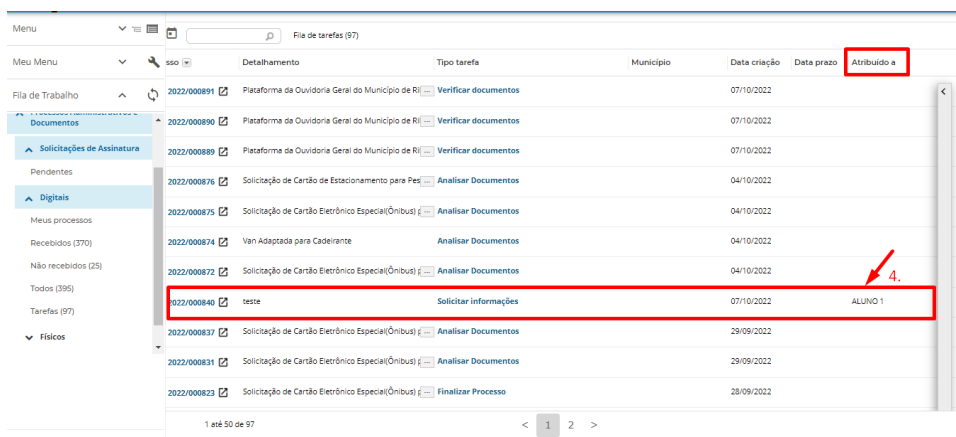 Menu
Fila de tarefas (97)
Meu Menu
sso Detalhamento Tipo tarefa Município Data criação Data prazo Atribuído a
Fila de Trabalho
Processos Administrativos e Documentos
Solicitações de Assinatura
Pendentes
Digitais
Meus processos
Recebidos (370)
Não recebidos (25)
Todos (395)
Tarefas (97)
Físicos
2022/000891 Plataforma da Ouvidoria Geral do Município de Ri ... Verificar documentos 07/10/2022
2022/000890 Plataforma da Ouvidoria Geral do Município de Ri ... Verificar documentos 07/10/2022
2022/000889 Plataforma da Ouvidoria Geral do Município de Ri ... Verificar documentos 07/10/2022
2022/000876 Solicitação de Cartão de Estacionamento para Pes ... Analisar Documentos 04/10/2022
2022/000875 Solicitação de Cartão Eletrônico Especial(Ônibus) p ... Analisar Documentos 04/10/2022
2022/000874 Van Adaptada para Cadeirante Analisar Documentos 04/10/2022
2022/000872 Solicitação de Cartão Eletrônico Especial(Ônibus) p ... Analisar Documentos 04/10/2022
4.
2022/000840 teste Solicitar informações 07/10/2022 ALUNO 1
2022/000837 Solicitação de Cartão Eletrônico Especial(Ônibus) p ... Analisar Documentos 29/09/2022
2022/000831 Solicitação de Cartão Eletrônico Especial(Ônibus) p ... Analisar Documentos 29/09/2022
2022/000823 Solicitação de Cartão Eletrônico Especial(Ônibus) p ... Finalizar Processo 28/09/2022
1 até 50 de 97 < 1 2 >